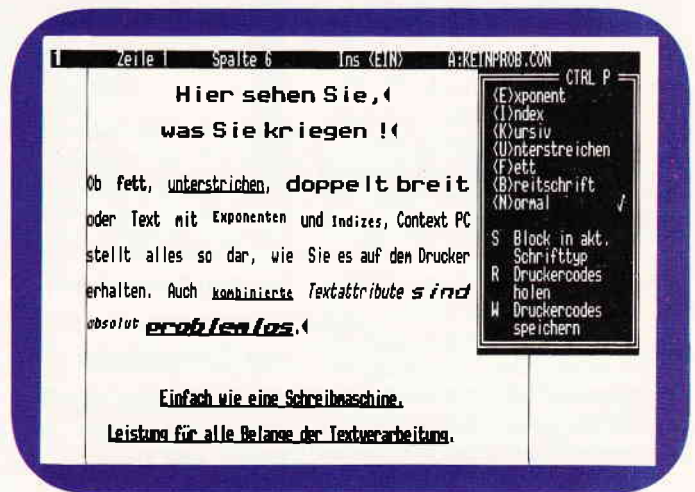 1 Zeile 1 Spalte 6 Ins <EIN> A:KEINPROB.CON
Hier sehen Sie,
was Sie kriegen !
Ob fett, unterstrichen, doppelt breit
oder Text mit Exponenten und Indizes, Context PC
stellt alles so dar, wie Sie es auf dem Drucker
erhalten. Auch kombinierte Textattribute sind
absolut problemlos.
Einfach wie eine Schreibmaschine.
Leistung für alle Belange der Textverarbeitung.
CTRL P
<E>xponent
<I>ndex
<K>ursiv
<U>nterstreichen
<F>ett
<B>reitschrift
<N>ormal √
S Block in akt.
Schrifttyp
R Druckercodes
holen
W Druckercodes
speichern